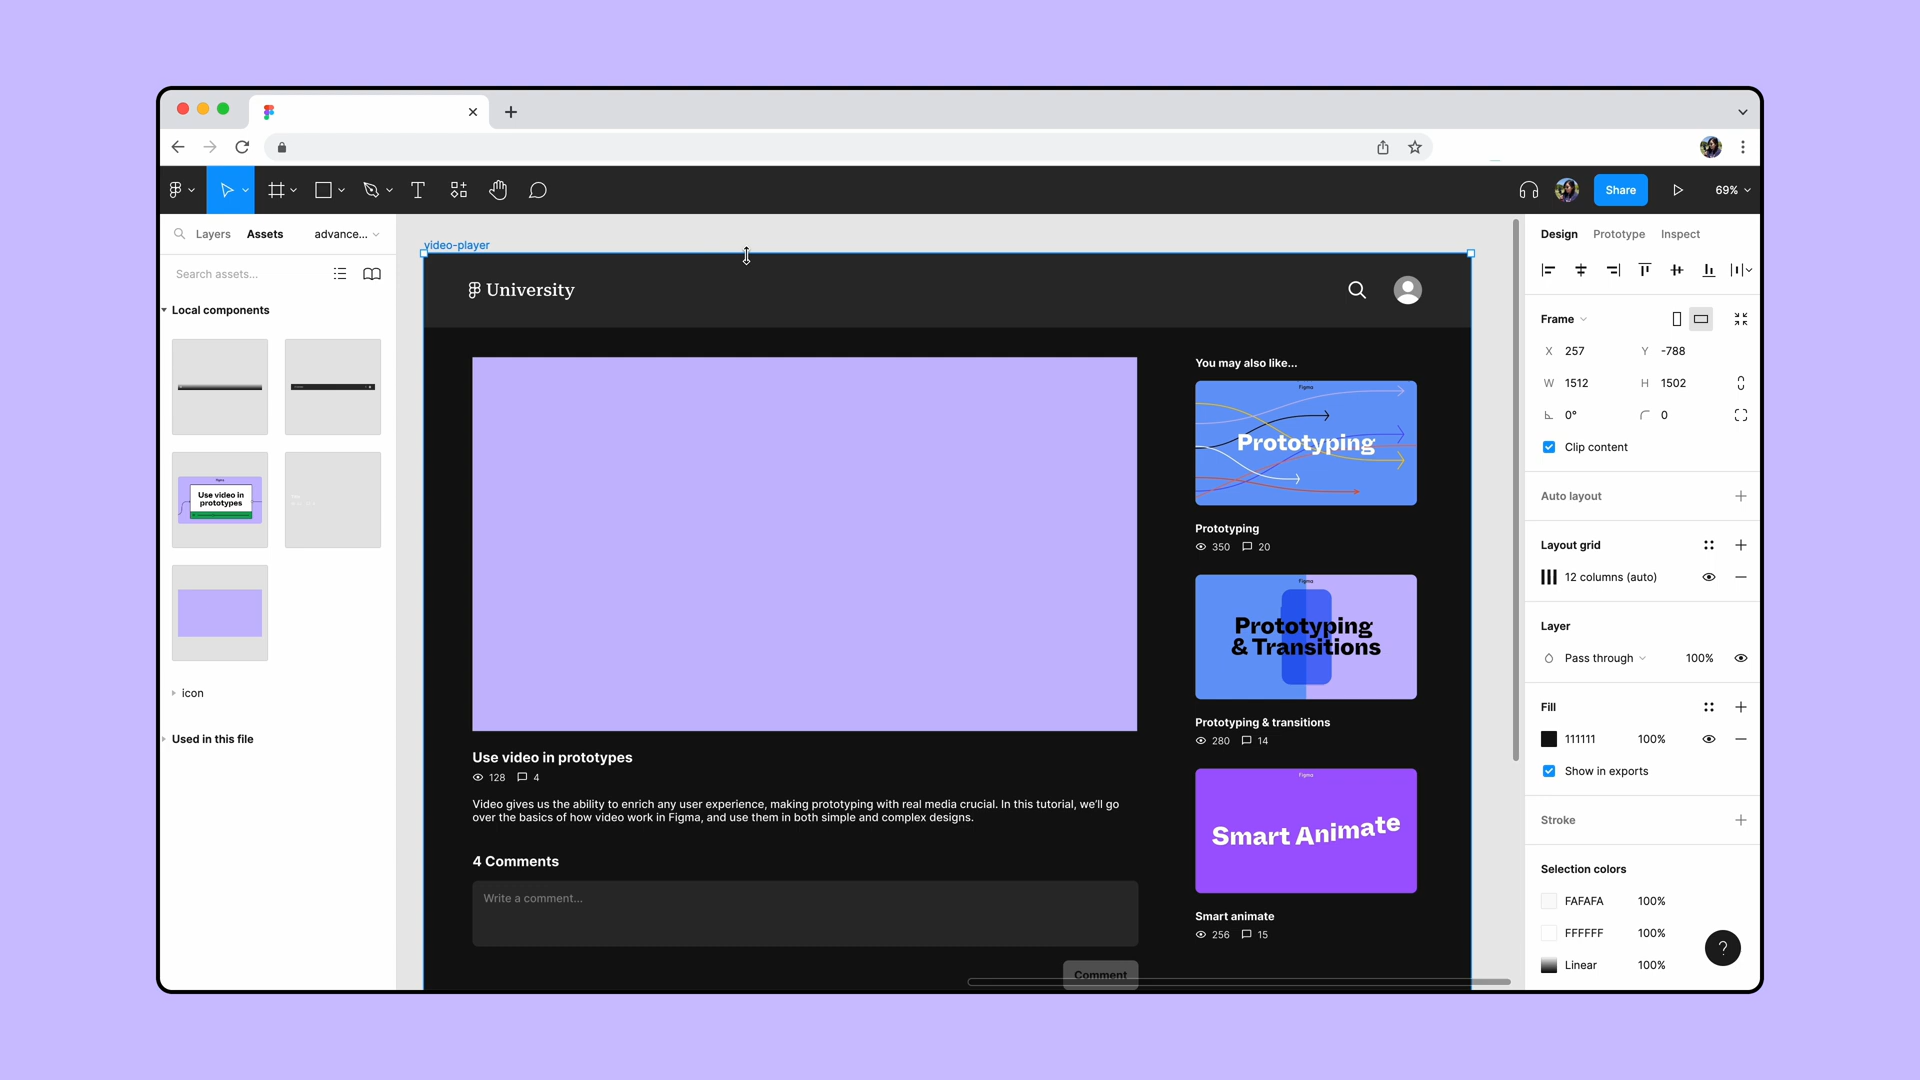 Share
69%
Layers
Assets
advance...
Search assets...
Local components
Use video in
prototypes
icon
Used in this file
video-player
University
You may also like...
Figma
Prototyping
Prototyping
350
20
Figma
Prototyping
& Transitions
Prototyping & transitions
280
14
Figma
Smart Animate
Smart animate
256
15
Use video in prototypes
128
4
Video gives us the ability to enrich any user experience, making prototyping with real media crucial. In this tutorial, we'll go
over the basics of how video work in Figma, and use them in both simple and complex designs.
4 Comments
Write a comment...
Comment
Design
Prototype
Inspect
Frame
X 257
Y -788
W 1512
H 1502
0°
0
Clip content
Auto layout
Layout grid
12 columns (auto)
Layer
Pass through
100%
Fill
111111
100%
Show in exports
Stroke
Selection colors
FAFAFA
100%
FFFFFF
100%
Linear
100%
?